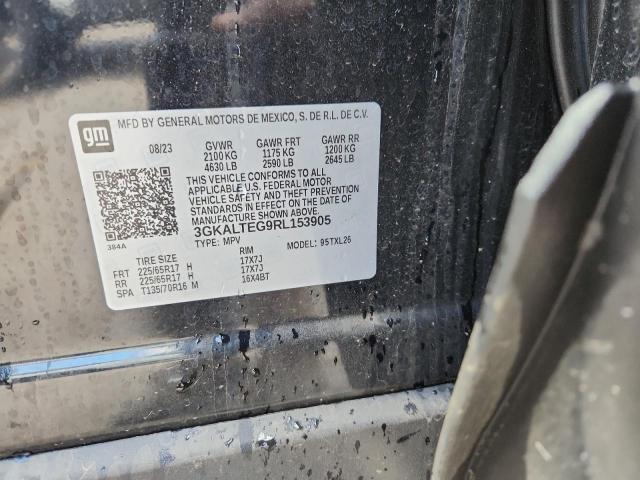 gm MFD BY GENERAL MOTORS DE MEXICO, S. DE R.L. DE C.V.
08/23 GVWR GAWR FRT GAWR RR
2100 KG 1175 KG 1200 KG
4630 LB 2590 LB 2645 LB
THIS VEHICLE CONFORMS TO ALL
APPLICABLE U.S. FEDERAL MOTOR
VEHICLE SAFETY AND THEFT PREVENTION
STANDARDS IN EFFECT ON THE DATE OF
MANUFACTURE SHOWN ABOVE.
3GKALTEG9RL153905
384A
TYPE: MPV MODEL: 95TXL26
TIRE SIZE RIM
FRT 225/65R17 H 17X7J
RR 225/65R17 H 17X7J
SPA T135/70R16 M 16X4BT